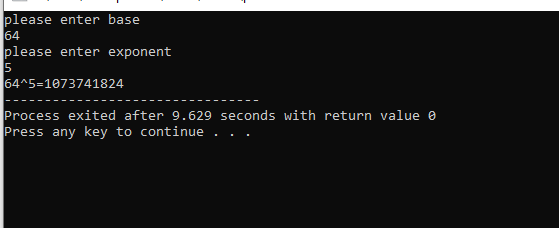 please enter base
64
please enter exponent
5
64^5=1073741824
--------------------------------
Process exited after 9.629 seconds with return value 0
Press any key to continue . . .